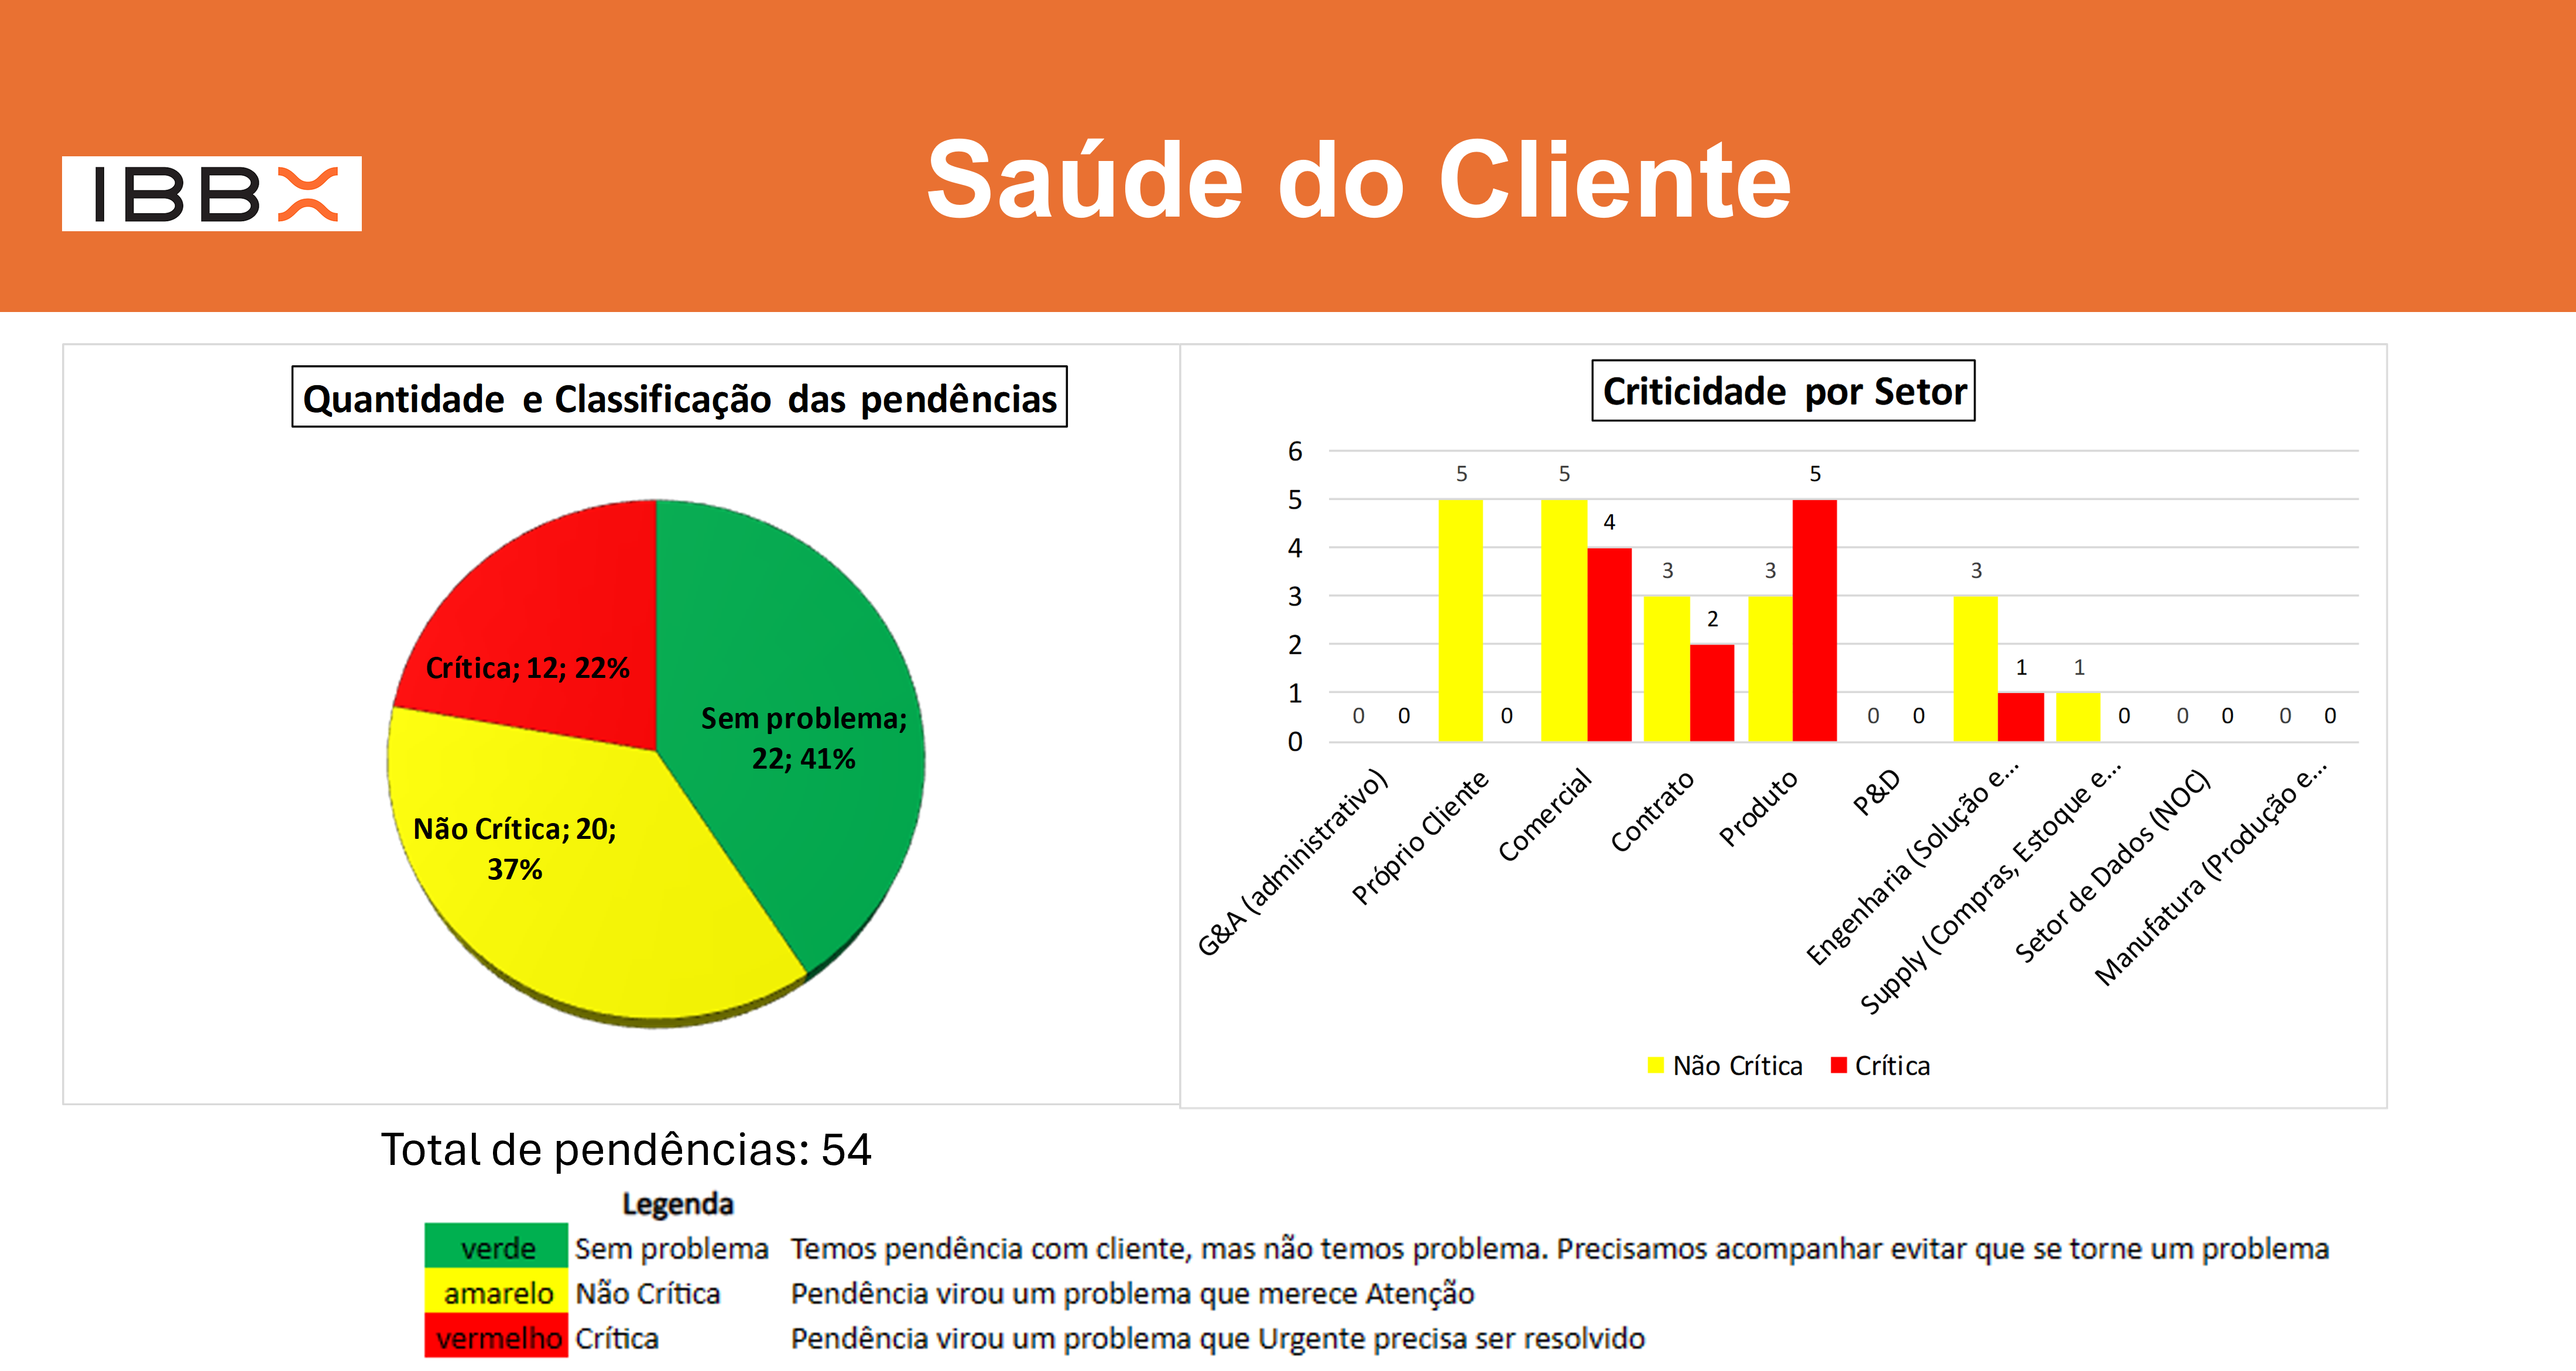 IBBX
Saúde do Cliente
Quantidade e Classificação das pendências
Crítica; 12; 22%
Sem problema;
22; 41%
Não Crítica; 20;
37%
Criticidade por Setor
6
5
4
3
2
1
0
0 0
5 0
5 4
3 2
3 5
0 0
3 1
1 0
0 0
0 0
G&A (administrativo)
Próprio Cliente
Comercial
Contrato
Produto
P&D
Engenharia (Solução e...
Supply (Compras, Estoque e...
Setor de Dados (NOC)
Manufatura (Produção e...
Não Crítica Crítica
Total de pendências: 54
Legenda
verde Sem problema Temos pendência com cliente, mas não temos problema. Precisamos acompanhar evitar que se torne um problema
amarelo Não Crítica Pendência virou um problema que merece Atenção
vermelho Crítica Pendência virou um problema que Urgente precisa ser resolvido